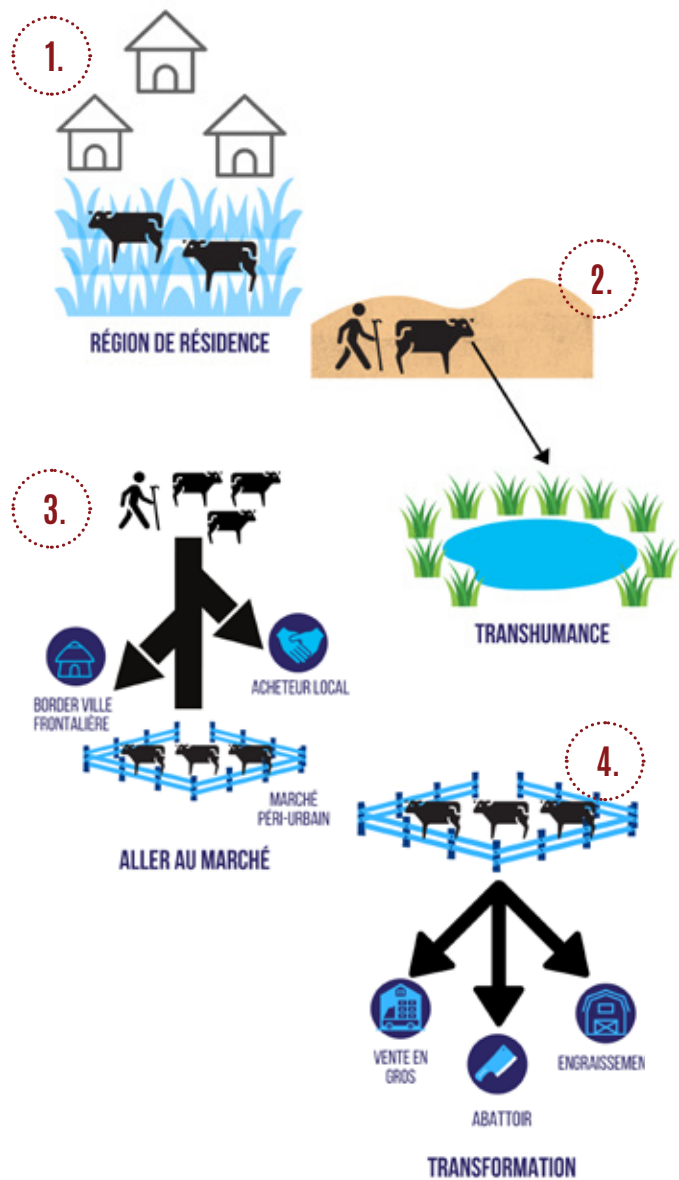 1.
RÉGION DE RÉSIDENCE
2.
TRANSHUMANCE
3.
BORDER VILLE
FRONTALIÈRE
ACHETEUR LOCAL
MARCHÉ
PÉRI-URBAIN
ALLER AU MARCHÉ
4.
VENTE EN
GROS
ABATTOIR
ENGRAISSEMEN
TRANSFORMATION